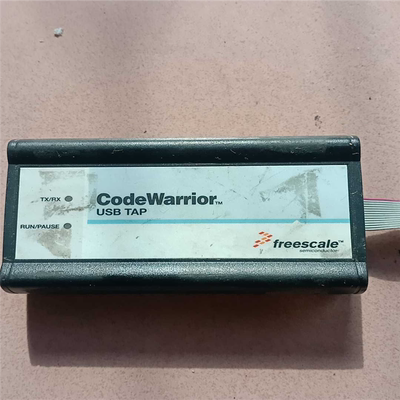 TX/RX
CodeWarrior™
USB TAP
RUN/PAUSE
freescale™
semiconductor